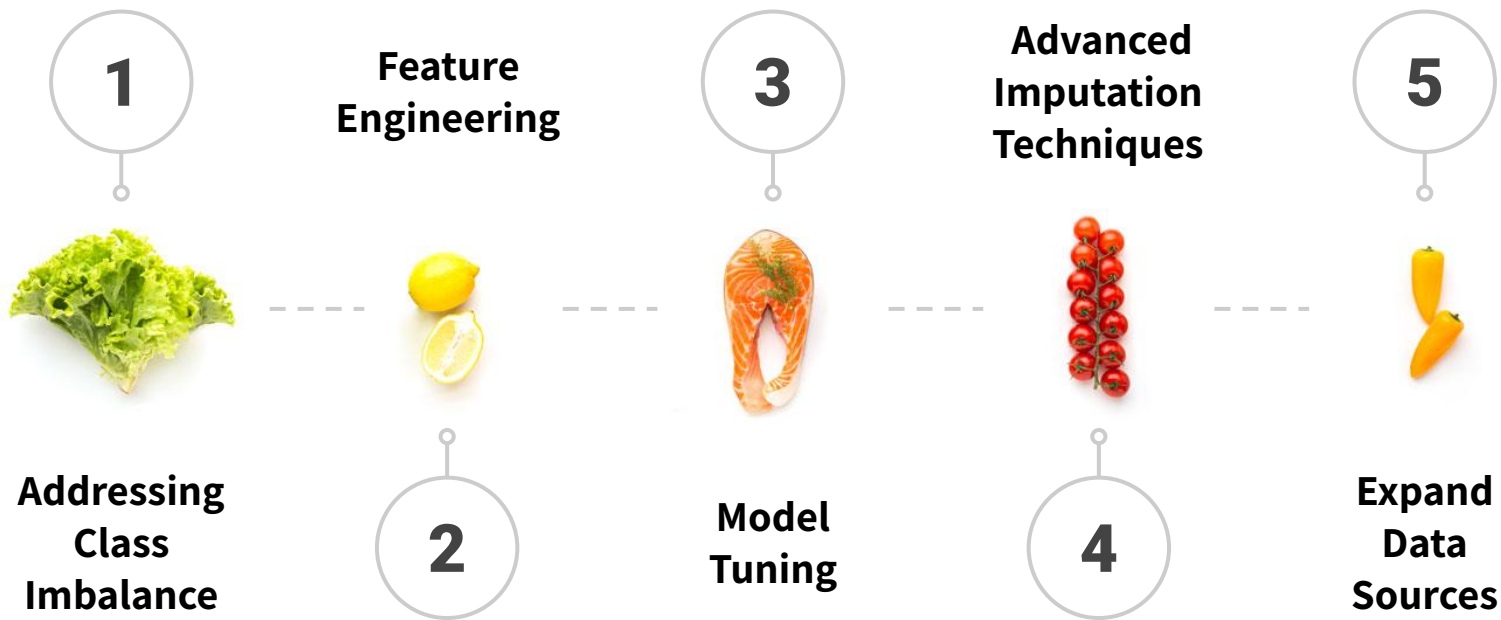 1
Addressing
Class
Imbalance
Feature
Engineering
2
3
Model
Tuning
Advanced
Imputation
Techniques
4
5
Expand
Data
Sources